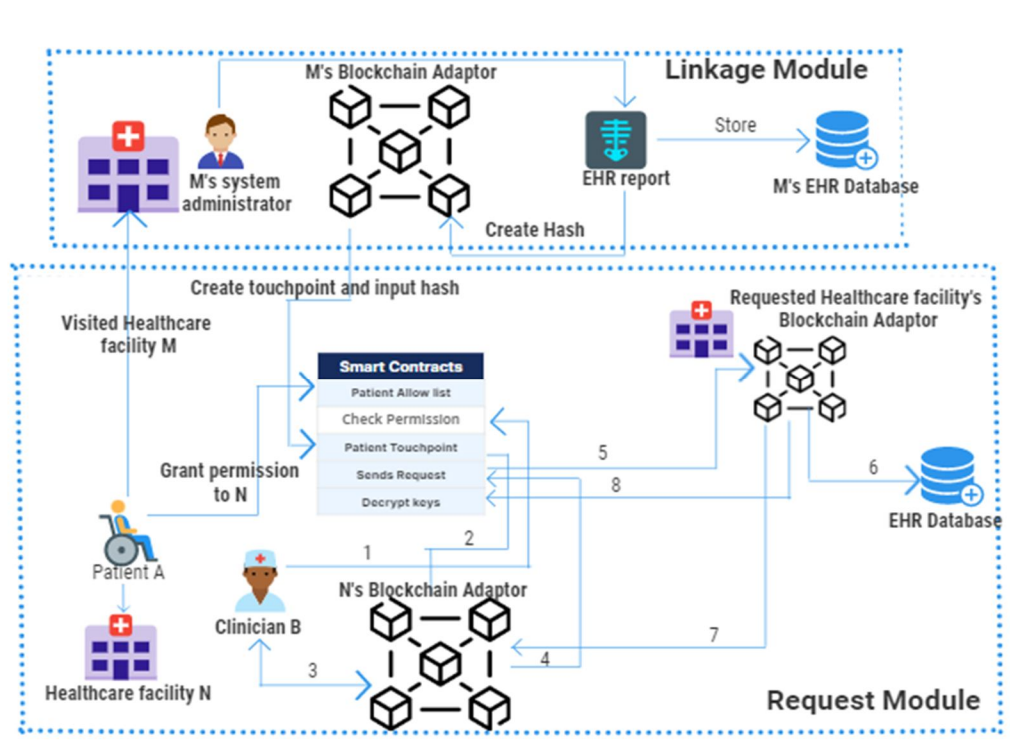 Linkage Module
M's Blockchain Adaptor
M's system
administrator
EHR report
Store
M's EHR Database
Create Hash
Create touchpoint and input hash
Visited Healthcare
facility M
Requested Healthcare facility's
Blockchain Adaptor
Smart Contracts
Patient Allow list
Check Permission
Patient Touchpoint
Sends Request
Decrypt keys
Grant permission
to N
5
8
6
EHR Database
Patient A
1
2
N's Blockchain Adaptor
Clinician B
3
4
7
Healthcare facility N
Request Module